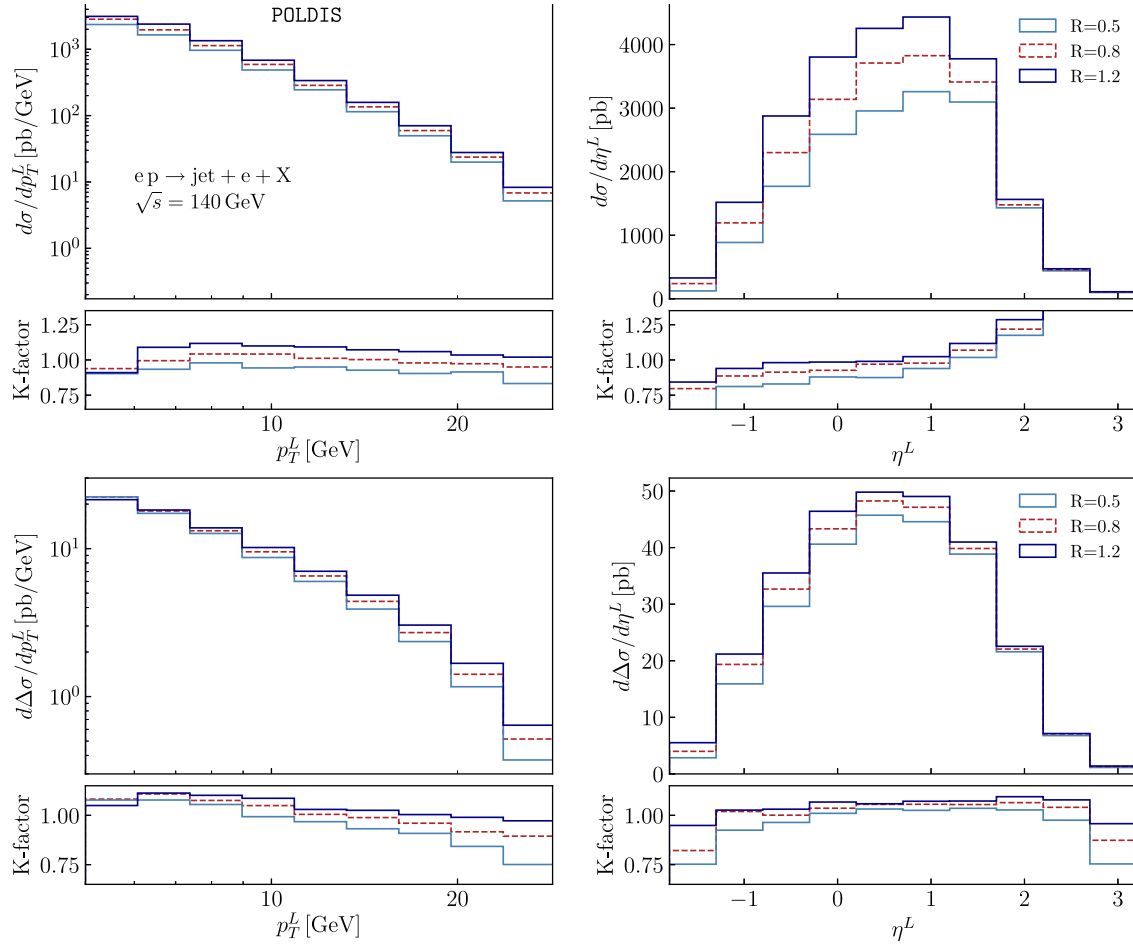 POLDIS
dσ/dp_T^L [pb/GeV]
10^3
10^2
10^1
10^0
e p → jet + e + X
√s = 140 GeV
K-factor
1.25
1.00
0.75
10
20
p_T^L [GeV]
dσ/dη^L [pb]
4000
3000
2000
1000
0
R=0.5
R=0.8
R=1.2
K-factor
1.25
1.00
0.75
−1
0
1
2
3
η^L
dΔσ/dp_T^L [pb/GeV]
10^1
10^0
K-factor
1.00
0.75
10
20
p_T^L [GeV]
dΔσ/dη^L [pb]
50
40
30
20
10
0
R=0.5
R=0.8
R=1.2
K-factor
1.00
0.75
−1
0
1
2
3
η^L